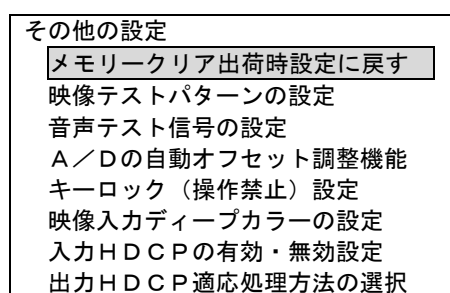 その他の設定
メモリークリア出荷時設定に戻す
映像テストパターンの設定
音声テスト信号の設定
A/Dの自動オフセット調整機能
キーロック(操作禁止)設定
映像入力ディープカラーの設定
入力HDCPの有効・無効設定
出力HDCP適応処理方法の選択